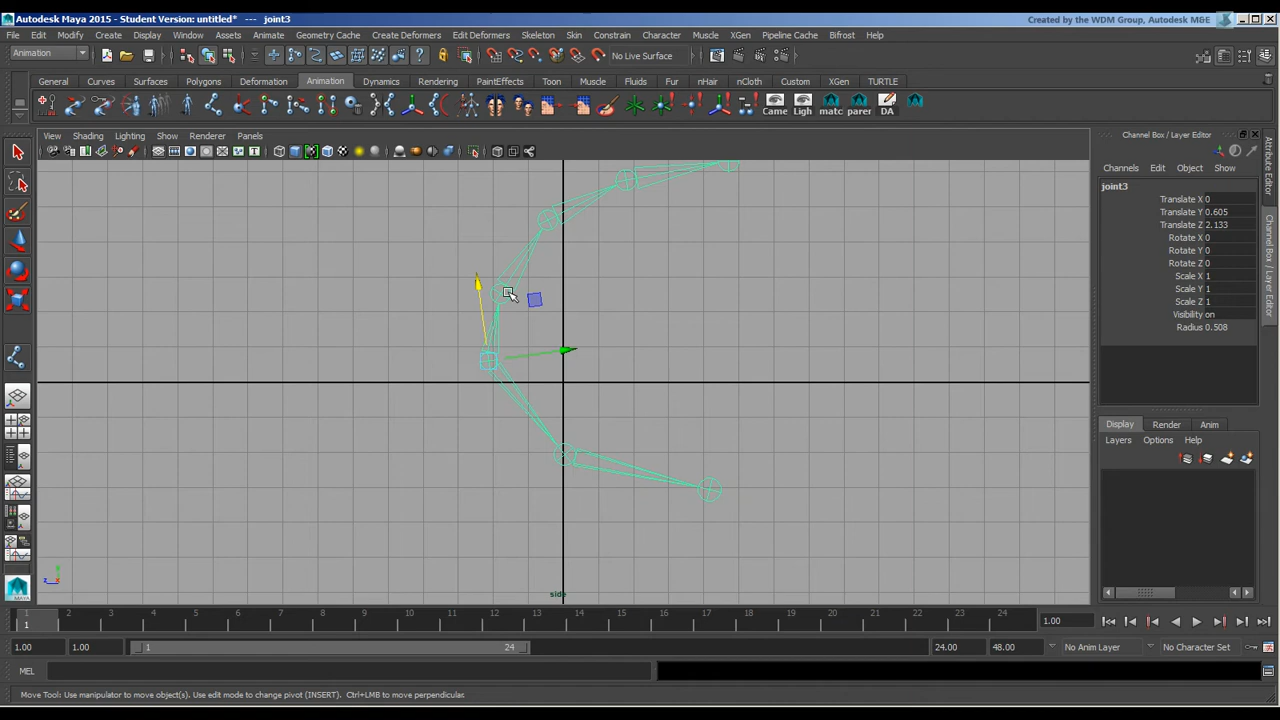 Autodesk Maya 2015 - Student Version: untitled* --- joint3
Created by the WDM Group, Autodesk M&E
File Edit Modify Create Display Window Assets Animate Geometry Cache Create Deformers Edit Deformers Skeleton Skin Constrain Character Muscle XGen Pipeline Cache Bifrost Help
Animation No Live Surface
General Curves Surfaces Polygons Deformation Animation Dynamics Rendering PaintEffects Toon Muscle Fluids Fur nHair nCloth Custom XGen TURTLE
Came Ligh matc parer DA
View Shading Lighting Show Renderer Panels
Channel Box / Layer Editor
Channels Edit Object Show
joint3
Translate X 0
Translate Y 0.605
Translate Z 2.133
Rotate X 0
Rotate Y 0
Rotate Z 0
Scale X 1
Scale Y 1
Scale Z 1
Visibility on
Radius 0.508
Attribute Editor
Channel Box / Layer Editor
Display Render Anim
Layers Options Help
z
side
1 2 3 4 5 6 7 8 9 10 11 12 13 14 15 16 17 18 19 20 21 22 23 24
1 1.00
1.00 1.00 1 24 24.00 48.00 No Anim Layer No Character Set
MEL
Move Tool: Use manipulator to move object(s). Use edit mode to change pivot (INSERT). Ctrl+LMB to move perpendicular.